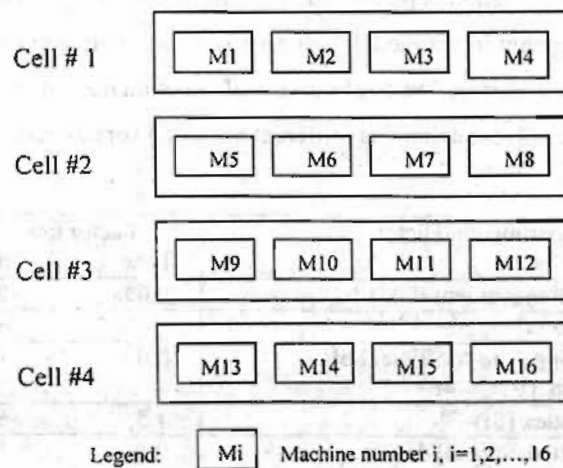 Cell # 1 M1 M2 M3 M4
Cell #2 M5 M6 M7 M8
Cell #3 M9 M10 M11 M12
Cell #4 M13 M14 M15 M16
Legend: Mi Machine number i, i=1,2,....,16